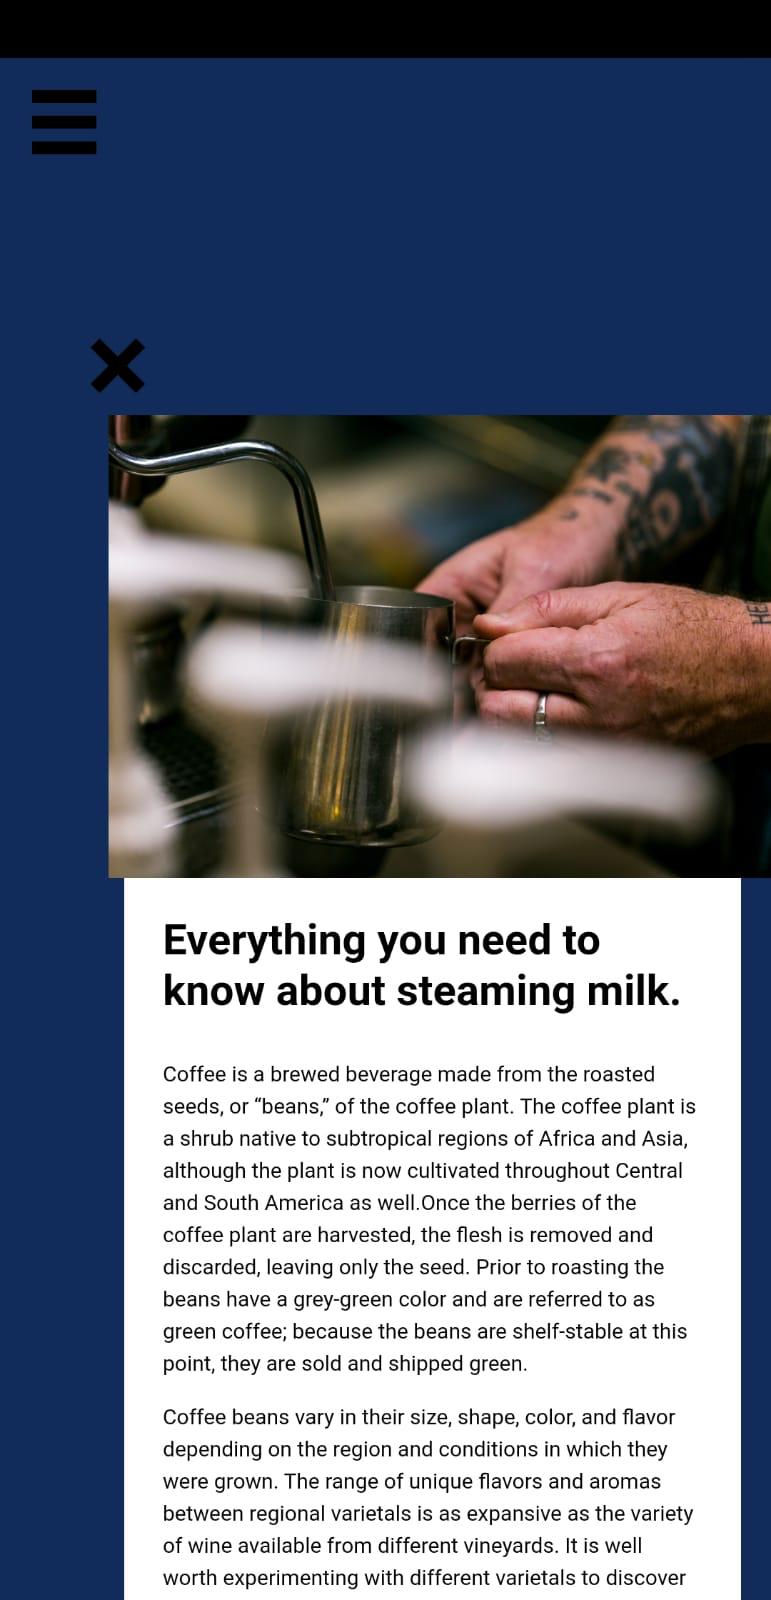 Everything you need to
know about steaming milk.
Coffee is a brewed beverage made from the roasted
seeds, or “beans,” of the coffee plant. The coffee plant is
a shrub native to subtropical regions of Africa and Asia,
although the plant is now cultivated throughout Central
and South America as well.Once the berries of the
coffee plant are harvested, the flesh is removed and
discarded, leaving only the seed. Prior to roasting the
beans have a grey-green color and are referred to as
green coffee; because the beans are shelf-stable at this
point, they are sold and shipped green.
Coffee beans vary in their size, shape, color, and flavor
depending on the region and conditions in which they
were grown. The range of unique flavors and aromas
between regional varietals is as expansive as the variety
of wine available from different vineyards. It is well
worth experimenting with different varietals to discover